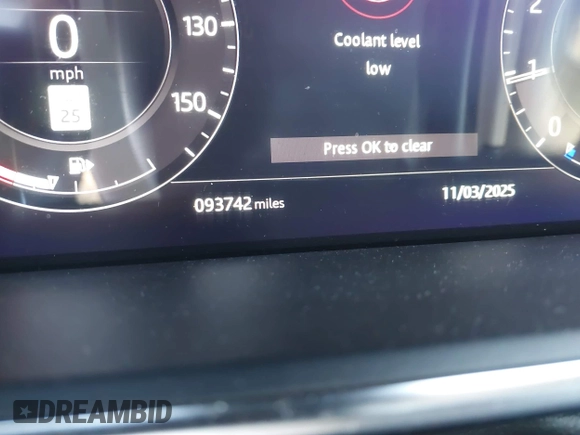 0
mph
25
130
150
Coolant level
low
Press OK to clear
093742 miles
11/03/2025
2
1
0
DREAMBID